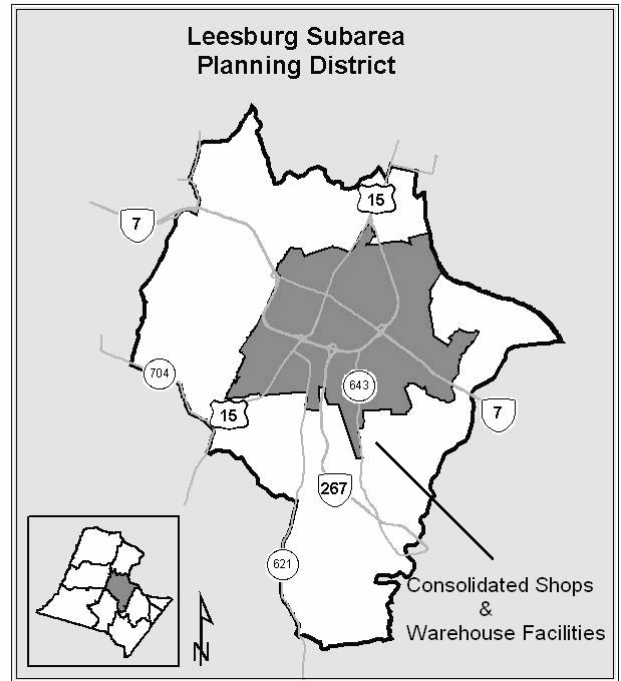 Leesburg Subarea
Planning District
15
7
704
643
15
7
267
621
Consolidated Shops
&
Warehouse Facilities
N